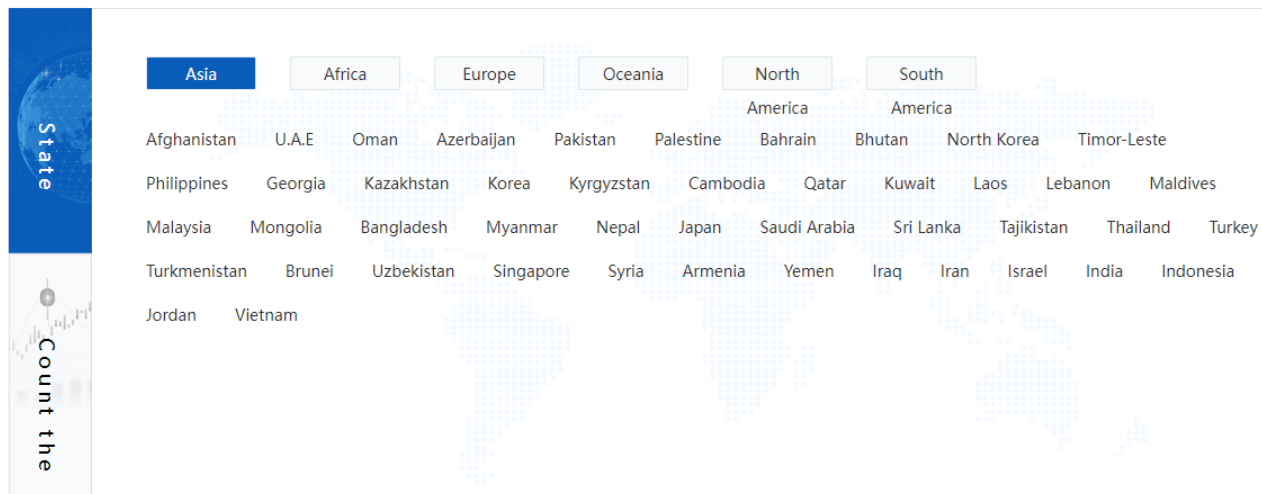 State
Count the
Asia Africa Europe Oceania North America South America
Afghanistan U.A.E Oman Azerbaijan Pakistan Palestine Bahrain Bhutan North Korea Timor-Leste
Philippines Georgia Kazakhstan Korea Kyrgyzstan Cambodia Qatar Kuwait Laos Lebanon Maldives
Malaysia Mongolia Bangladesh Myanmar Nepal Japan Saudi Arabia Sri Lanka Tajikistan Thailand Turkey
Turkmenistan Brunei Uzbekistan Singapore Syria Armenia Yemen Iraq Iran Israel India Indonesia
Jordan Vietnam